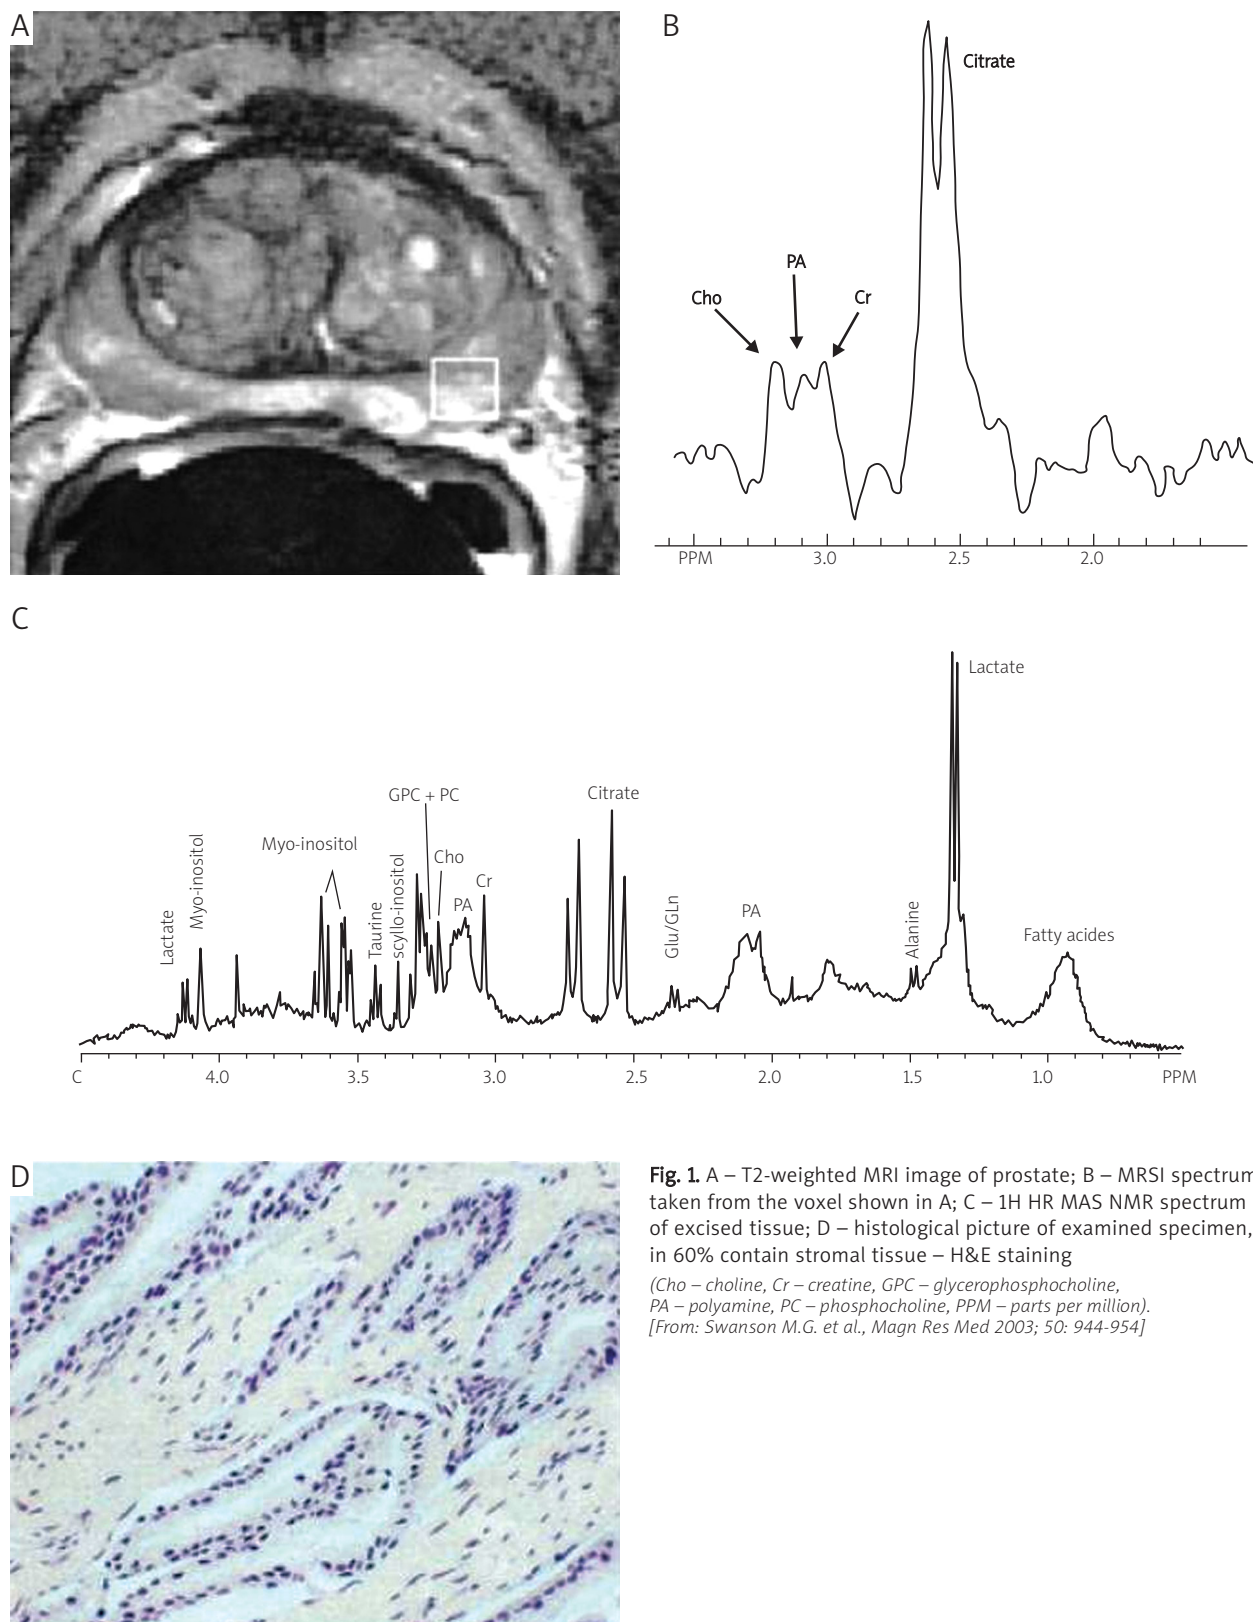 A
B
Citrate
PA
Cho
Cr
PPM 3.0 2.5 2.0
C
Lactate
GPC + PC
Citrate
Myo-inositol
Cho
Lactate
Myo-inositol
Taurine
scyllo-inositol
PA
Cr
Glu/GLn
PA
Alanine
Fatty acides
C 4.0 3.5 3.0 2.5 2.0 1.5 1.0 PPM
D
Fig. 1. A – T2-weighted MRI image of prostate; B – MRSI spectrum
taken from the voxel shown in A; C – 1H HR MAS NMR spectrum
of excised tissue; D – histological picture of examined specimen,
in 60% contain stromal tissue – H&E staining
(Cho – choline, Cr – creatine, GPC – glycerophosphocholine,
PA – polyamine, PC – phosphocholine, PPM – parts per million).
[From: Swanson M.G. et al., Magn Res Med 2003; 50: 944-954]